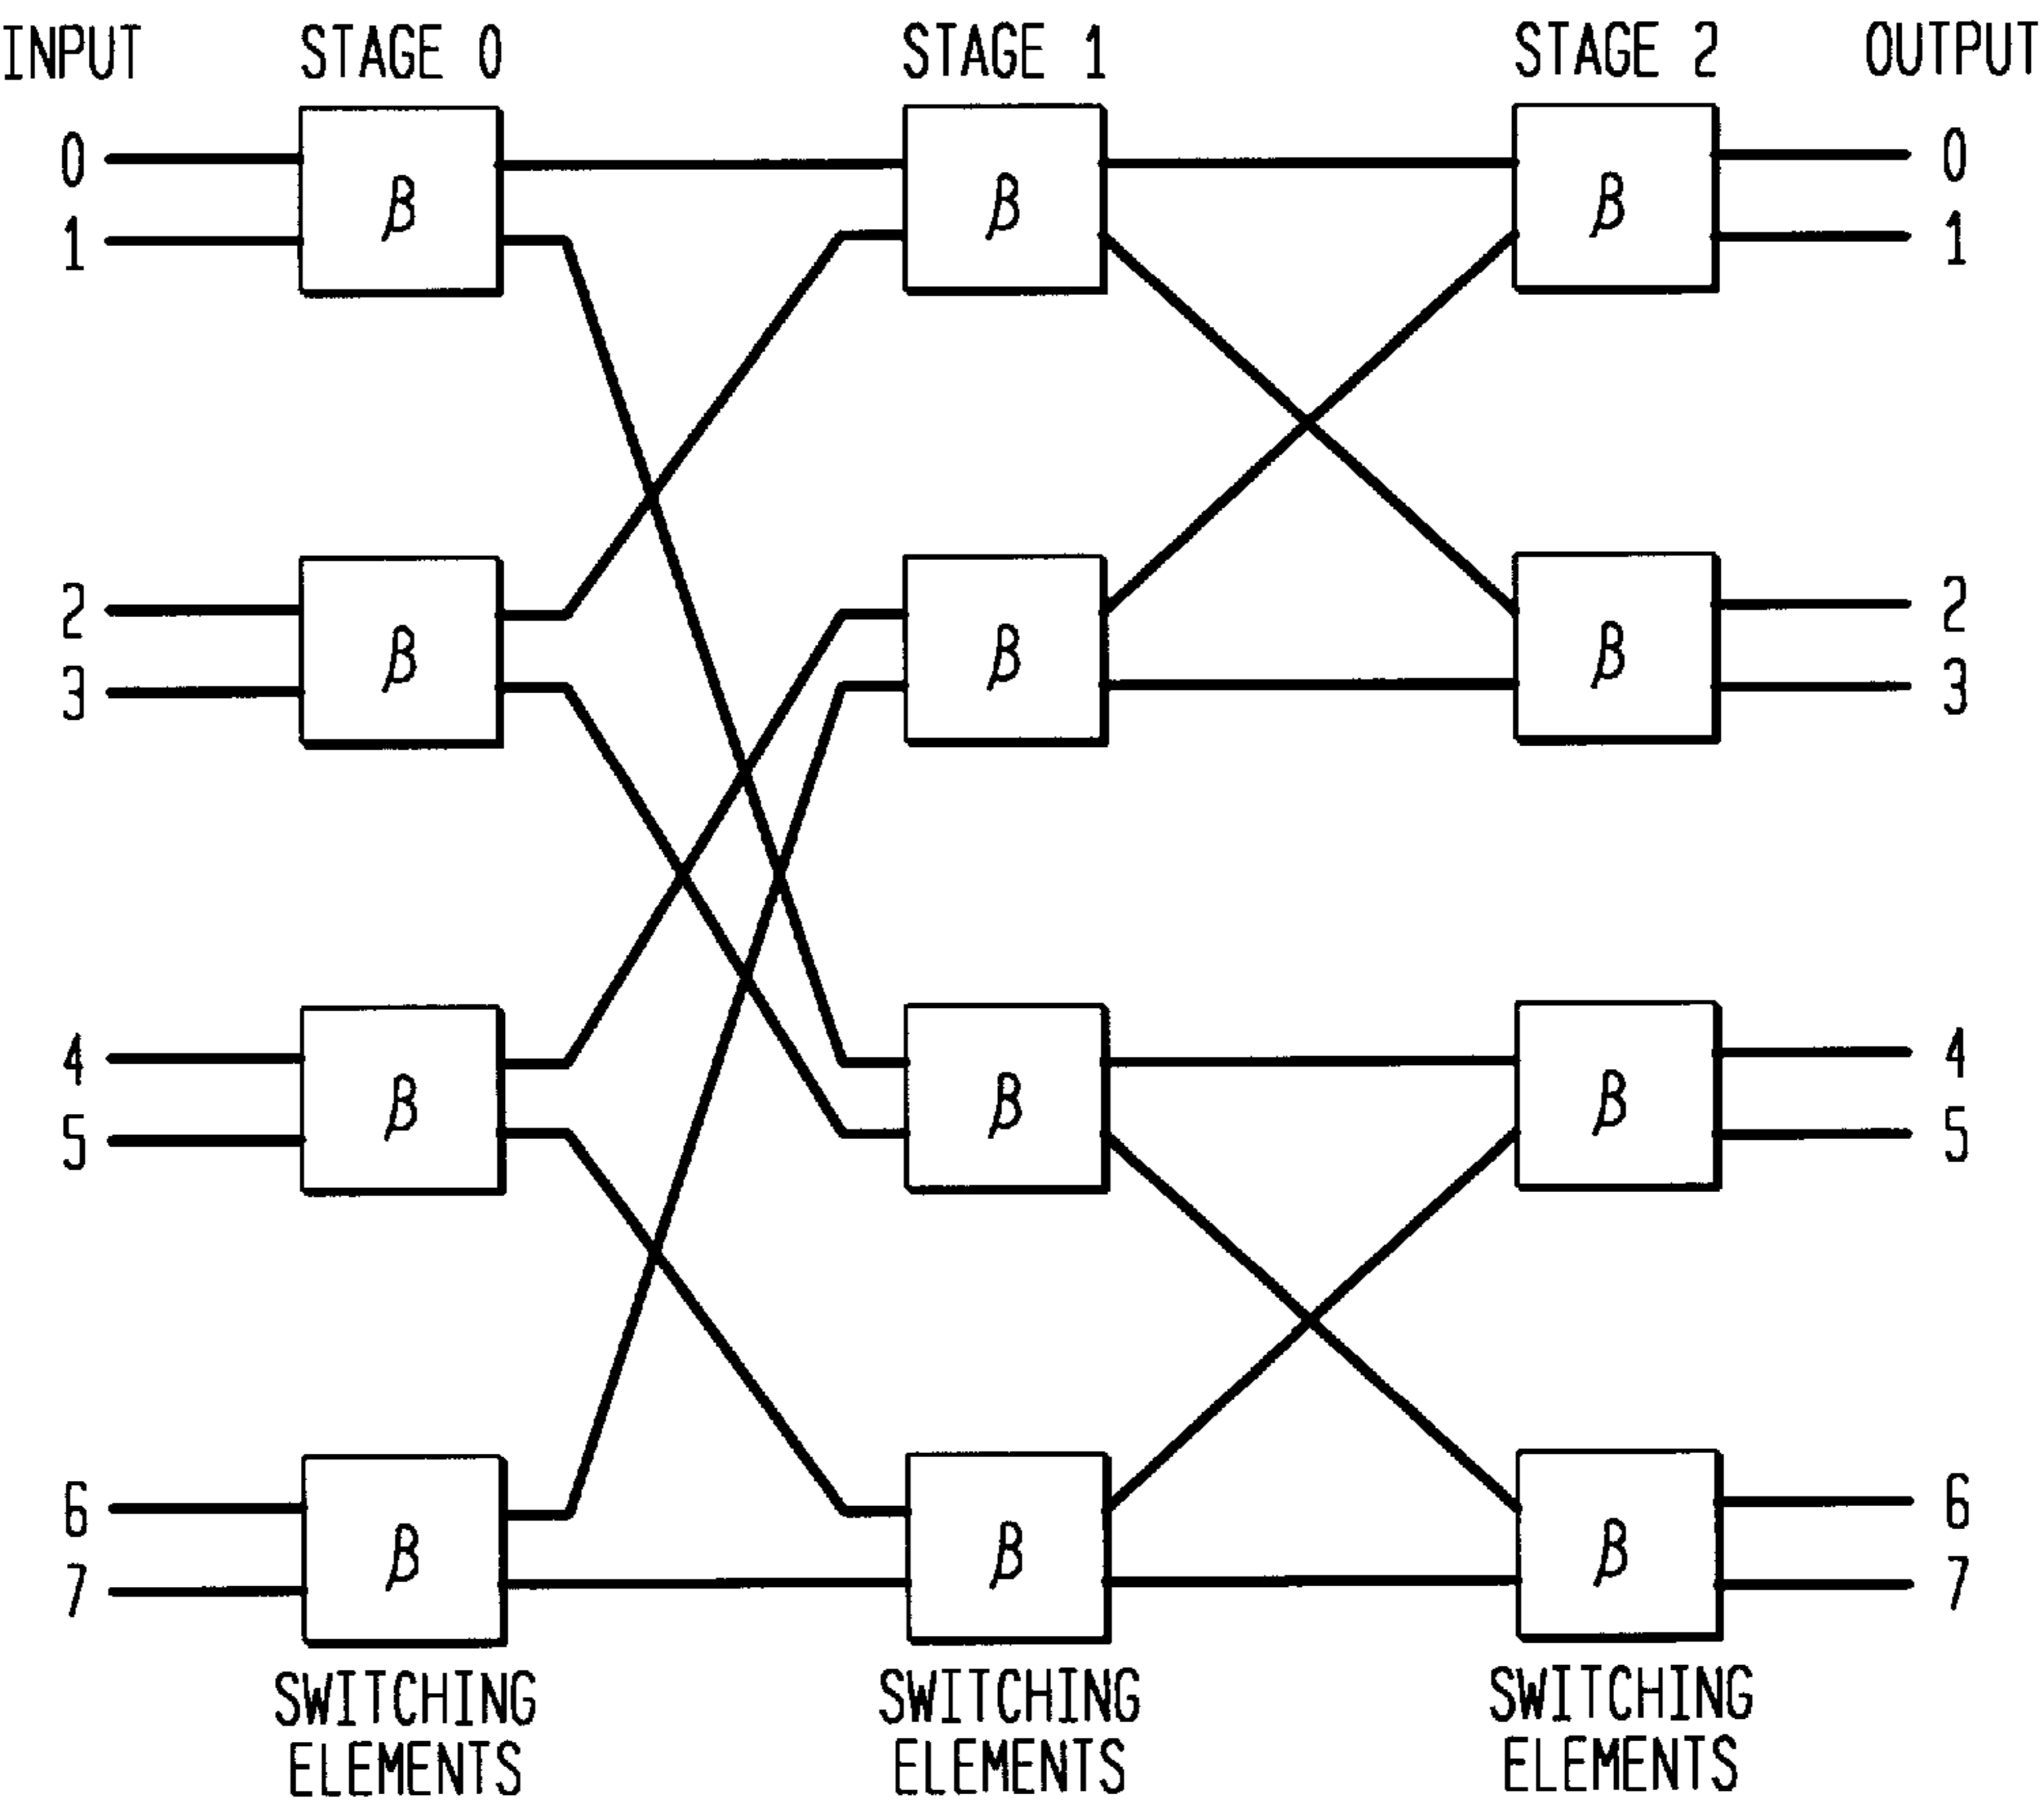 INPUT STAGE 0 STAGE 1 STAGE 2 OUTPUT
0 β β β 0
1 1
2 β β β 2
3 3
4 β β β 4
5 5
6 β β β 6
7 7
SWITCHING SWITCHING SWITCHING
ELEMENTS ELEMENTS ELEMENTS